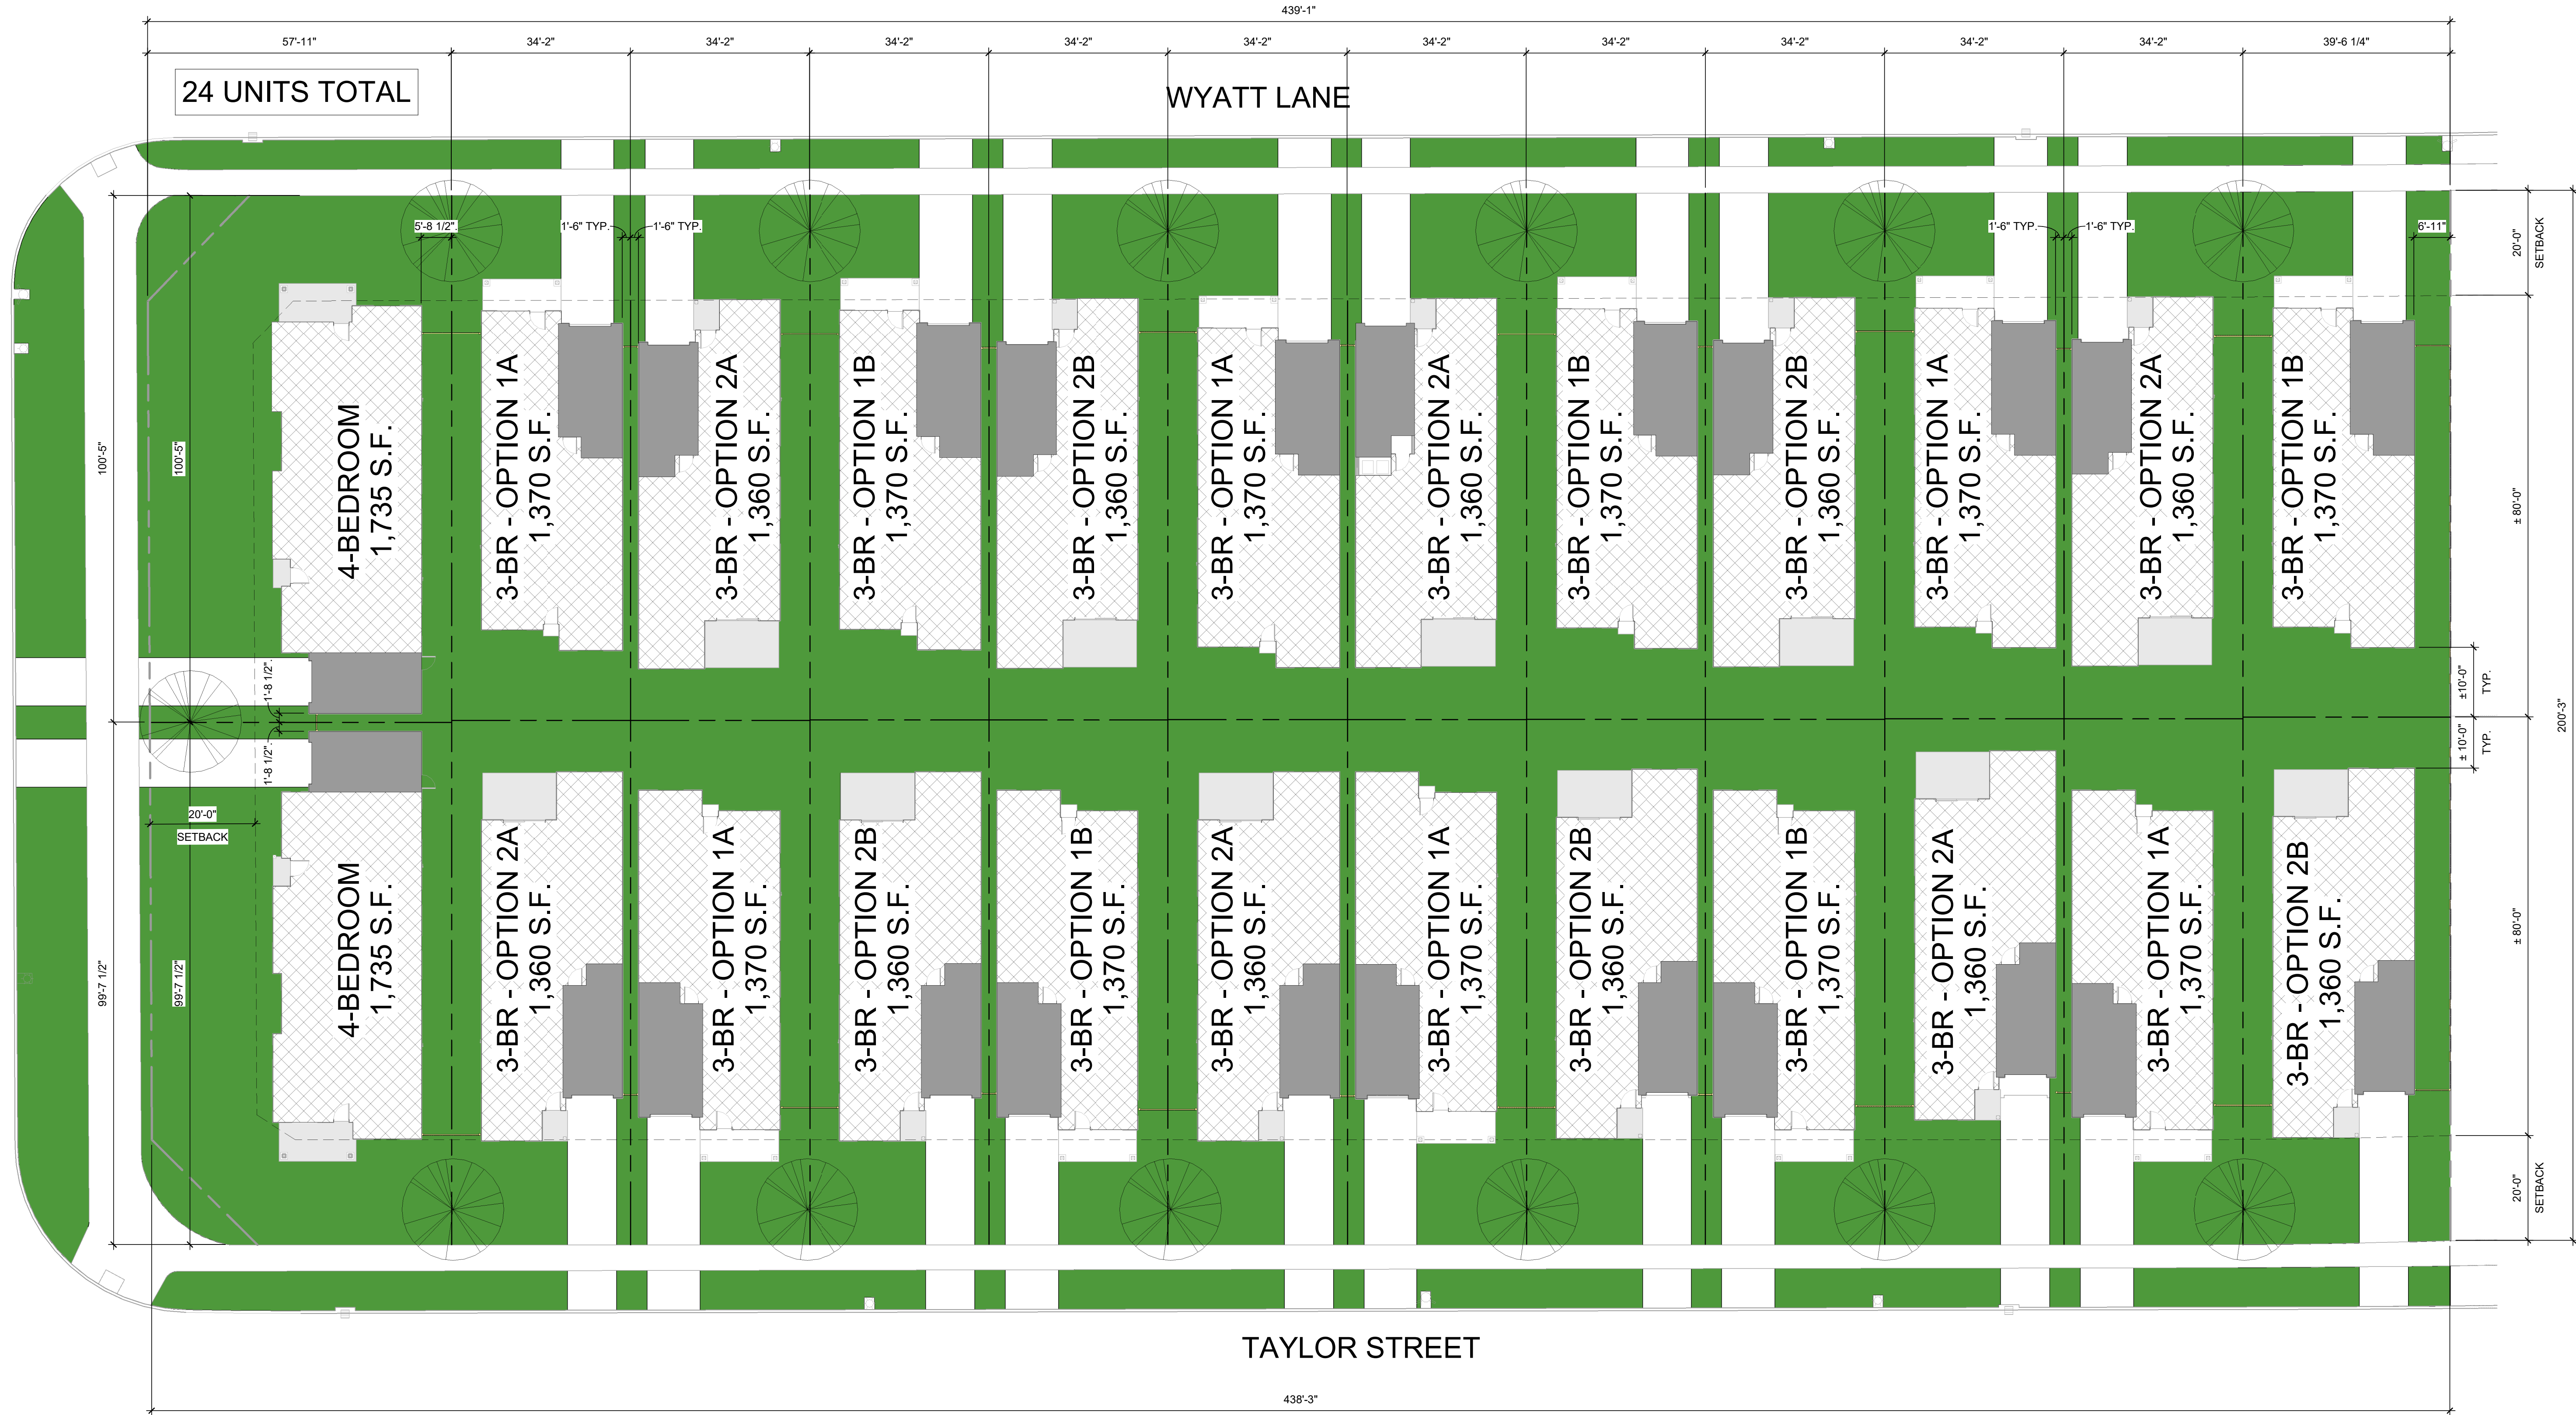 439'-1"
57'-11"
34'-2"
34'-2"
34'-2"
34'-2"
34'-2"
34'-2"
34'-2"
34'-2"
34'-2"
34'-2"
39'-6 1/4"
24 UNITS TOTAL
WYATT LANE
5'-8 1/2".
1'-6" TYP.
1'-6" TYP.
1'-6" TYP.
1'-6" TYP.
6'-11"
20'-0"
SETBACK
100'-5"
100'-5"
4-BEDROOM
1,735 S.F.
3-BR - OPTION 1A
1,370 S.F.
3-BR - OPTION 2A
1,360 S.F.
3-BR - OPTION 1B
1,370 S.F.
3-BR - OPTION 2B
1,360 S.F.
3-BR - OPTION 1A
1,370 S.F.
3-BR - OPTION 2A
1,360 S.F.
3-BR - OPTION 1B
1,370 S.F.
3-BR - OPTION 2B
1,360 S.F.
3-BR - OPTION 1A
1,370 S.F.
3-BR - OPTION 2A
1,360 S.F.
3-BR - OPTION 1B
1,370 S.F.
± 80'-0"
1'-8 1/2".
1'-8 1/2".
±10'-0"
TYP.
± 10'-0"
TYP.
200'-3"
20'-0"
SETBACK
99'-7 1/2"
99'-7 1/2"
4-BEDROOM
1,735 S.F.
3-BR - OPTION 2A
1,360 S.F.
3-BR - OPTION 1A
1,370 S.F.
3-BR - OPTION 2B
1,360 S.F.
3-BR - OPTION 1B
1,370 S.F.
3-BR - OPTION 2A
1,360 S.F.
3-BR - OPTION 1A
1,370 S.F.
3-BR - OPTION 2B
1,360 S.F.
3-BR - OPTION 1B
1,370 S.F.
3-BR - OPTION 2A
1,360 S.F.
3-BR - OPTION 1A
1,370 S.F.
3-BR - OPTION 2B
1,360 S.F.
± 80'-0"
20'-0"
SETBACK
TAYLOR STREET
438'-3"